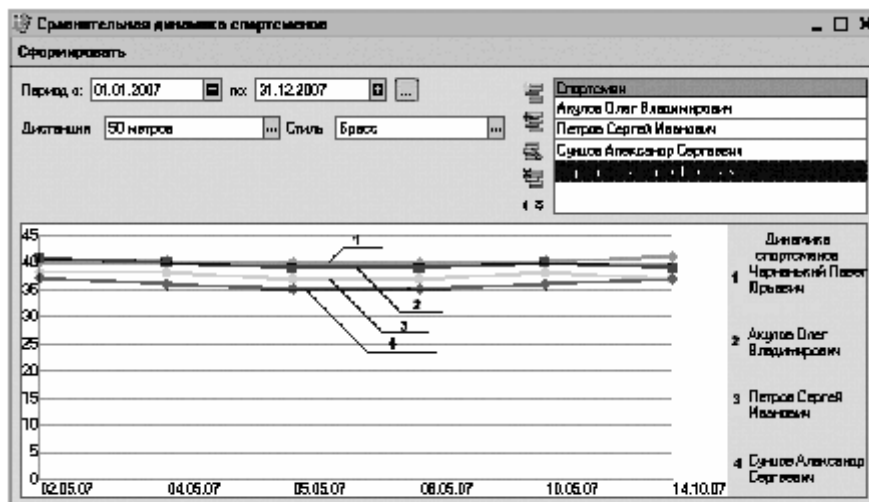 Сравнительная динамика спортсменов
Сформировать
Период с: 01.01.2007 по: 31.12.2007 ...
Дистанция 50 метров ... Стиль Брасс ...
Спортсмен
Акулов Олег Владимирович
Петров Сергей Иванович
Сунцов Александр Сергеевич
45
40
35
30
25
20
15
10
5
0
02.05.07 04.05.07 05.05.07 08.05.07 10.05.07 14.10.07
1
2
3
4
Динамика
спортсменов
1 Черненький Павел
Юрьевич
2 Акулов Олег
Владимирович
3 Петров Сергей
Иванович
4 Сунцов Александр
Сергеевич